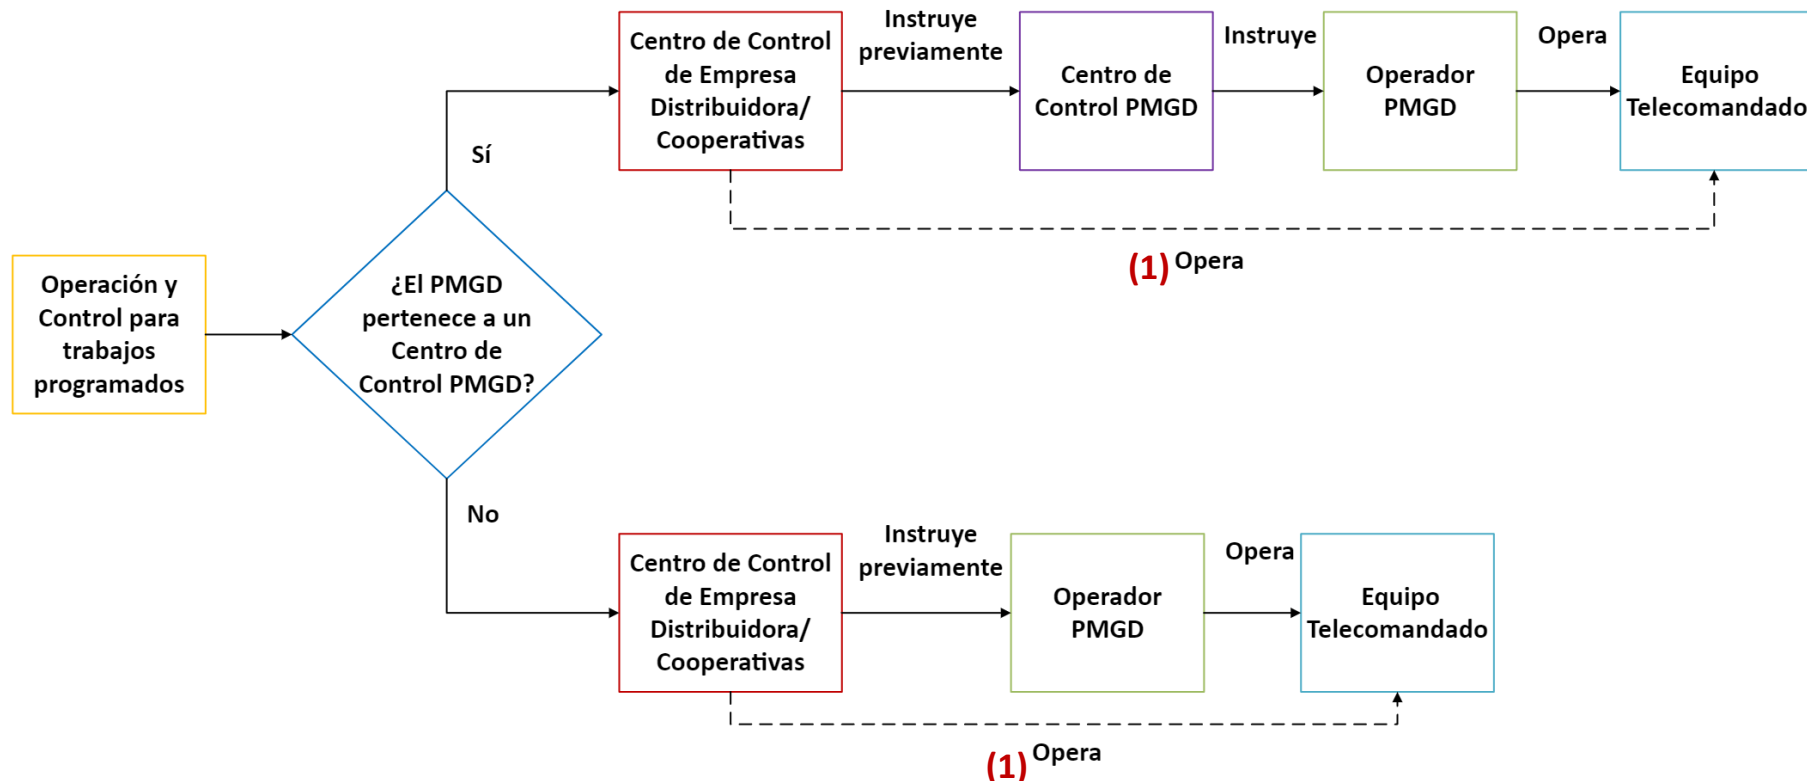 Centro de Control
de Empresa
Distribuidora/
Cooperativas
Instruye
previamente
Centro de
Control PMGD
Instruye
Operador
PMGD
Opera
Equipo
Telecomandado
Sí
(1) Opera
Operación y
Control para
trabajos
programados
¿El PMGD
pertenece a un
Centro de
Control PMGD?
No
Centro de Control
de Empresa
Distribuidora/
Cooperativas
Instruye
previamente
Operador
PMGD
Opera
Equipo
Telecomandado
(1) Opera